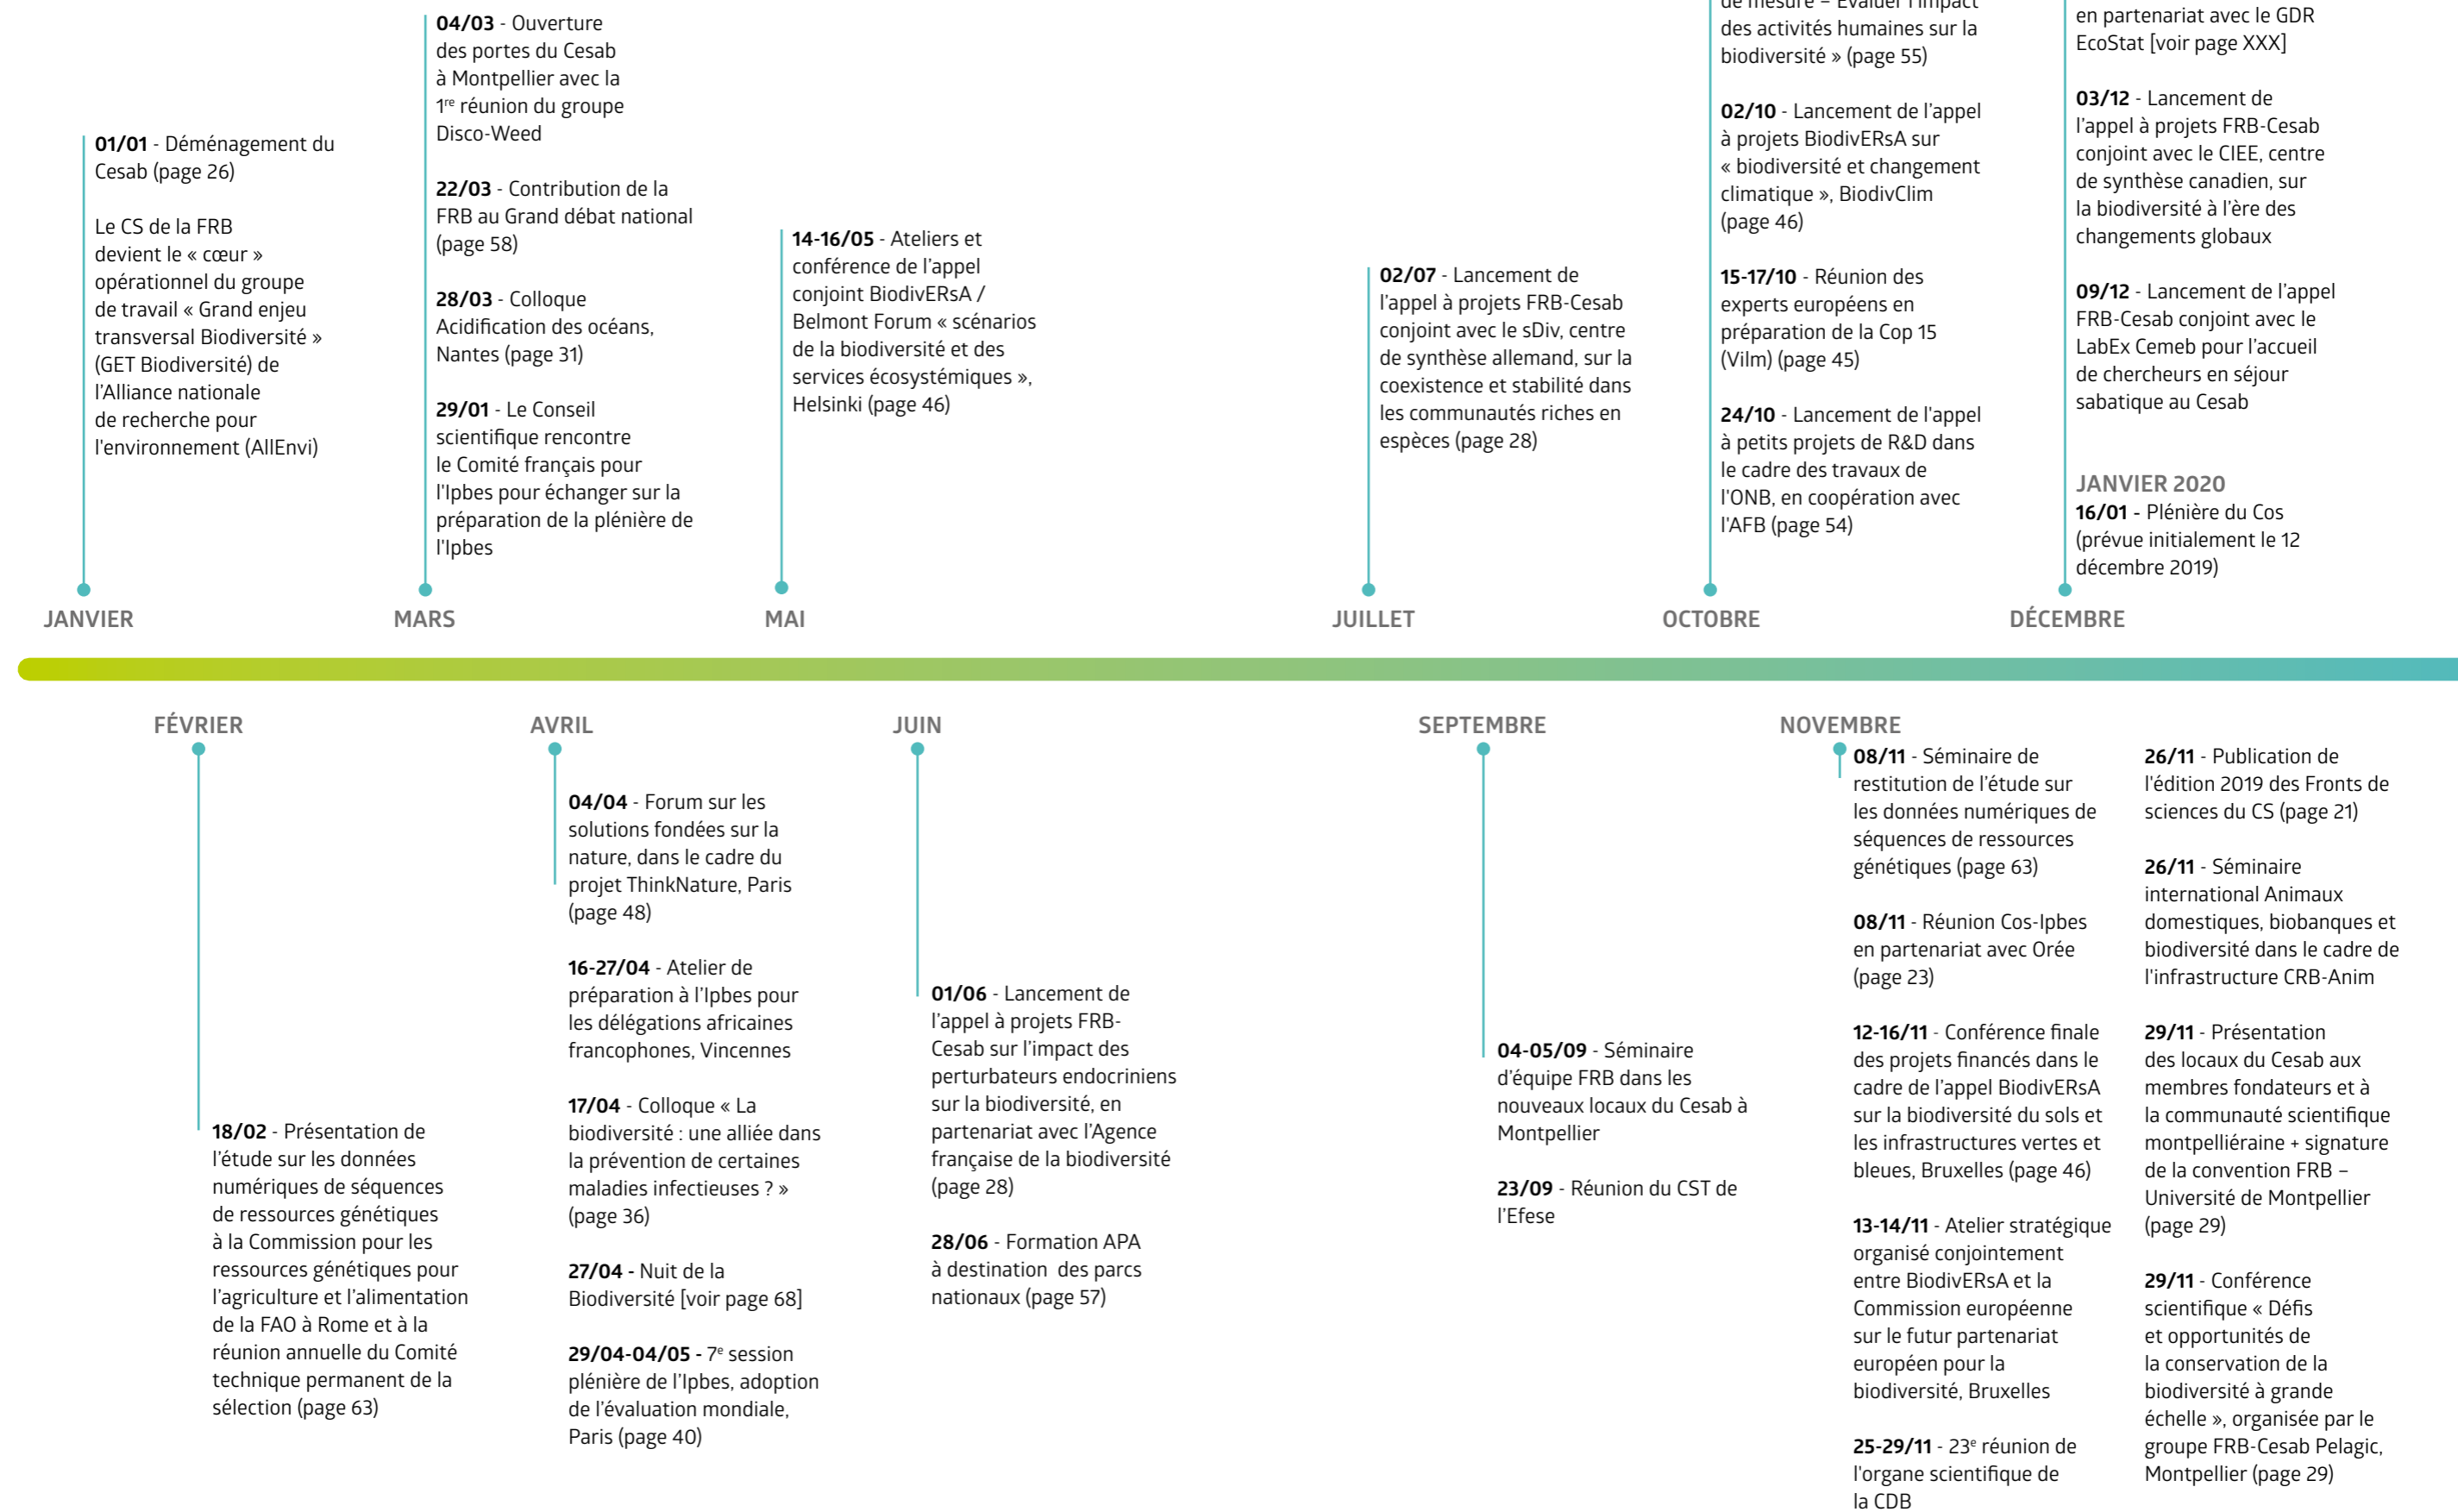 01/01 - Déménagement du
Cesab (page 26)
Le CS de la FRB
devient le « cœur »
opérationnel du groupe
de travail « Grand enjeu
transversal Biodiversité »
(GET Biodiversité) de
l'Alliance nationale
de recherche pour
l'environnement (AllEnvi)
JANVIER
04/03 - Ouverture
des portes du Cesab
à Montpellier avec la
1re réunion du groupe
Disco-Weed
22/03 - Contribution de la
FRB au Grand débat national
(page 58)
28/03 - Colloque
Acidification des océans,
Nantes (page 31)
29/01 - Le Conseil
scientifique rencontre
le Comité français pour
l'Ipbes pour échanger sur la
préparation de la plénière de
l'Ipbes
MARS
14-16/05 - Ateliers et
conférence de l'appel
conjoint BiodivERsA /
Belmont Forum « scénarios
de la biodiversité et des
services écosystémiques »,
Helsinki (page 46)
MAI
02/07 - Lancement de
l'appel à projets FRB-Cesab
conjoint avec le sDiv, centre
de synthèse allemand, sur la
coexistence et stabilité dans
les communautés riches en
espèces (page 28)
JUILLET
de mesure – Évaluer l'impact
des activités humaines sur la
biodiversité » (page 55)
02/10 - Lancement de l'appel
à projets BiodivERsA sur
« biodiversité et changement
climatique », BiodivClim
(page 46)
15-17/10 - Réunion des
experts européens en
préparation de la Cop 15
(Vilm) (page 45)
24/10 - Lancement de l'appel
à petits projets de R&D dans
le cadre des travaux de
l'ONB, en coopération avec
l'AFB (page 54)
OCTOBRE
en partenariat avec le GDR
EcoStat [voir page XXX]
03/12 - Lancement de
l'appel à projets FRB-Cesab
conjoint avec le CIEE, centre
de synthèse canadien, sur
la biodiversité à l'ère des
changements globaux
09/12 - Lancement de l'appel
FRB-Cesab conjoint avec le
LabEx Cemeb pour l'accueil
de chercheurs en séjour
sabatique au Cesab
JANVIER 2020
16/01 - Plénière du Cos
(prévue initialement le 12
décembre 2019)
DÉCEMBRE
FÉVRIER
18/02 - Présentation de
l'étude sur les données
numériques de séquences
de ressources génétiques
à la Commission pour les
ressources génétiques pour
l'agriculture et l'alimentation
de la FAO à Rome et à la
réunion annuelle du Comité
technique permanent de la
sélection (page 63)
AVRIL
04/04 - Forum sur les
solutions fondées sur la
nature, dans le cadre du
projet ThinkNature, Paris
(page 48)
16-27/04 - Atelier de
préparation à l'Ipbes pour
les délégations africaines
francophones, Vincennes
17/04 - Colloque « La
biodiversité : une alliée dans
la prévention de certaines
maladies infectieuses ? »
(page 36)
27/04 - Nuit de la
Biodiversité [voir page 68]
29/04-04/05 - 7e session
plénière de l'Ipbes, adoption
de l'évaluation mondiale,
Paris (page 40)
JUIN
01/06 - Lancement de
l'appel à projets FRB-
Cesab sur l'impact des
perturbateurs endocriniens
sur la biodiversité, en
partenariat avec l'Agence
française de la biodiversité
(page 28)
28/06 - Formation APA
à destination des parcs
nationaux (page 57)
SEPTEMBRE
04-05/09 - Séminaire
d'équipe FRB dans les
nouveaux locaux du Cesab à
Montpellier
23/09 - Réunion du CST de
l'Efese
NOVEMBRE
08/11 - Séminaire de
restitution de l'étude sur
les données numériques de
séquences de ressources
génétiques (page 63)
08/11 - Réunion Cos-Ipbes
en partenariat avec Orée
(page 23)
12-16/11 - Conférence finale
des projets financés dans le
cadre de l'appel BiodivERsA
sur la biodiversité du sols et
les infrastructures vertes et
bleues, Bruxelles (page 46)
13-14/11 - Atelier stratégique
organisé conjointement
entre BiodivERsA et la
Commission européenne
sur le futur partenariat
européen pour la
biodiversité, Bruxelles
25-29/11 - 23e réunion de
l'organe scientifique de
la CDB
26/11 - Publication de
l'édition 2019 des Fronts de
sciences du CS (page 21)
26/11 - Séminaire
international Animaux
domestiques, biobanques et
biodiversité dans le cadre de
l'infrastructure CRB-Anim
29/11 - Présentation
des locaux du Cesab aux
membres fondateurs et à
la communauté scientifique
montpelliéraine + signature
de la convention FRB –
Université de Montpellier
(page 29)
29/11 - Conférence
scientifique « Défis
et opportunités de
la conservation de la
biodiversité à grande
échelle », organisée par le
groupe FRB-Cesab Pelagic,
Montpellier (page 29)